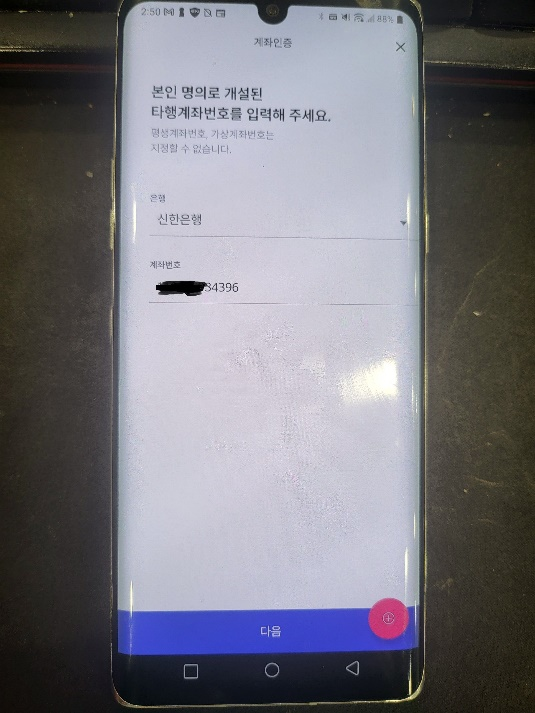 2:50
88%
계좌인증
본인 명의로 개설된
타행계좌번호를 입력해 주세요.
평생계좌번호, 가상계좌번호는
지정할 수 없습니다.
은행
신한은행
계좌번호
34396
다음